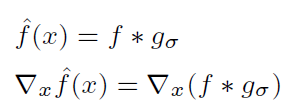 f̂(x) = f * g_σ
∇_x f̂(x) = ∇_x(f * g_σ)